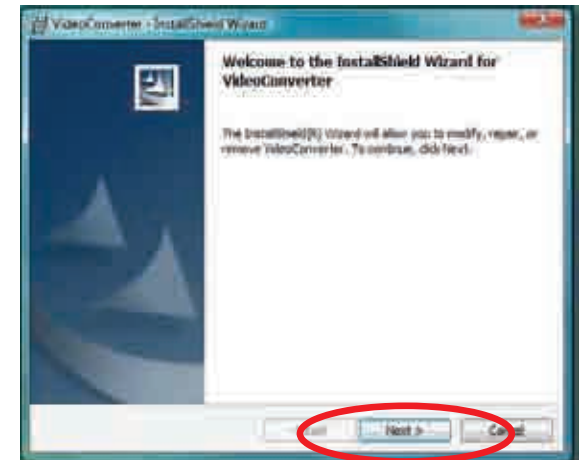 VideoConverter - InstallShield Wizard
Welcome to the InstallShield Wizard for
VideoConverter
The InstallShield(R) Wizard will allow you to modify, repair, or
remove VideoConverter. To continue, click Next.
Next > Cancel